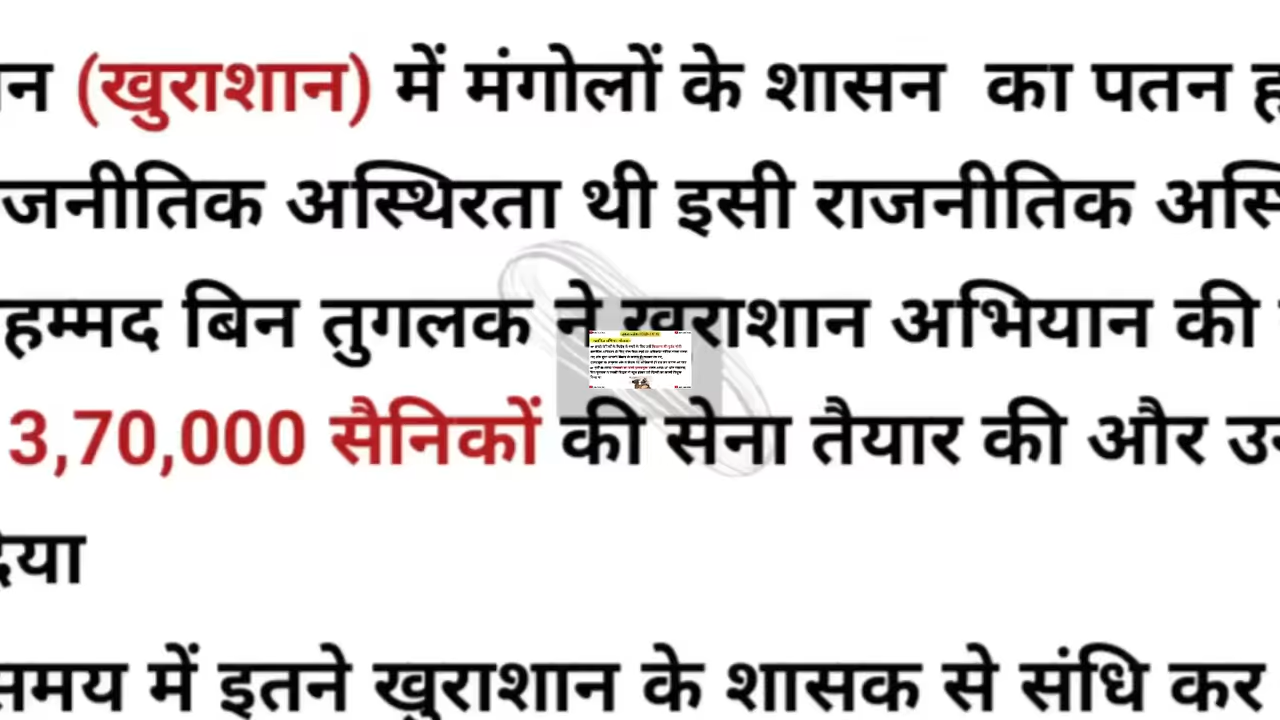 न (खुराशान) में मंगोलों के शासन का पतन
जनीतिक अस्थिरता थी इसी राजनीतिक
हम्मद बिन तुगलक ने खुराशान अभियान की
3,70,000 सैनिकों की सेना तैयार की और
देया
समय में इतने खुराशान के शासक से संधि कर